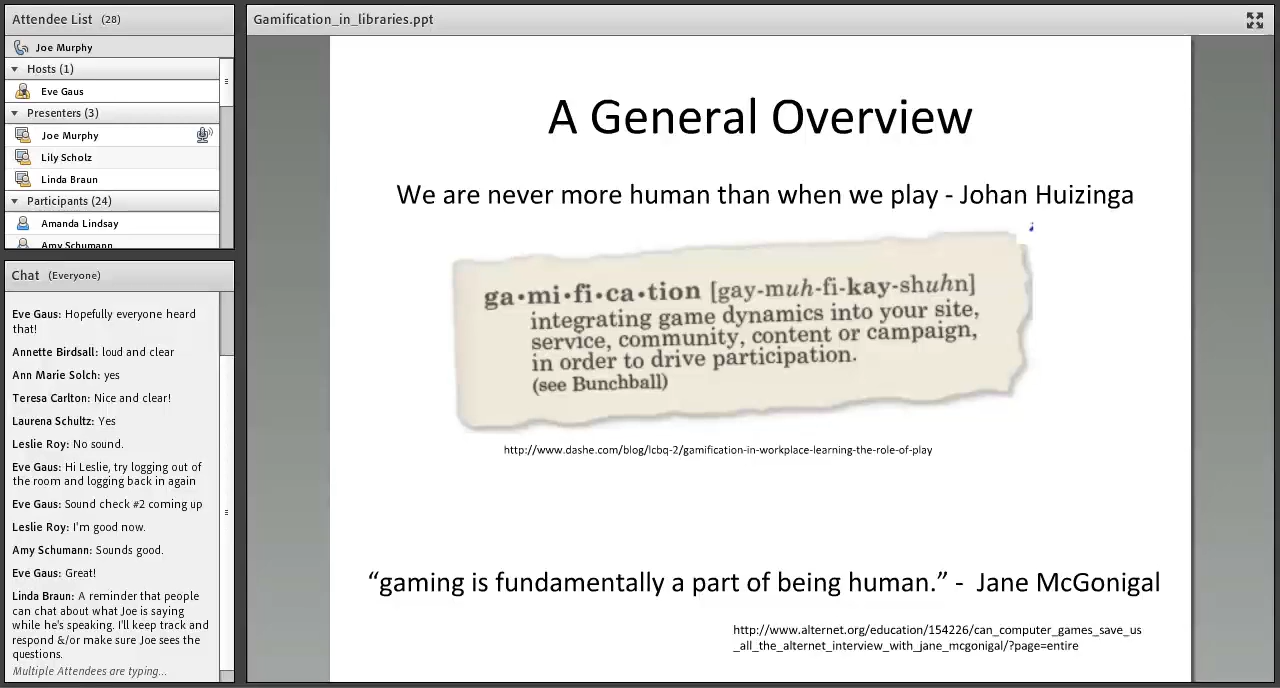 Attendee List (28)
Joe Murphy
Hosts (1)
Eve Gaus
Presenters (3)
Joe Murphy
Lily Scholz
Linda Braun
Participants (24)
Amanda Lindsay
Amy Schumann
Chat (Everyone)
Eve Gaus: Hopefully everyone heard
that!
Annette Birdsall: loud and clear
Ann Marie Solch: yes
Teresa Carlton: Nice and clear!
Laurena Schultz: Yes
Leslie Roy: No sound.
Eve Gaus: Hi Leslie, try logging out of
the room and logging back in again
Eve Gaus: Sound check #2 coming up
Leslie Roy: I'm good now.
Amy Schumann: Sounds good.
Eve Gaus: Great!
Linda Braun: A reminder that people
can chat about what Joe is saying
while he's speaking. I'll keep track and
respond &/or make sure Joe sees the
questions.
Multiple Attendees are typing...
Gamification_in_libraries.ppt
A General Overview
We are never more human than when we play - Johan Huizinga
ga•mi•fi•ca•tion [gay-muh-fi-kay-shuhn]
integrating game dynamics into your site,
service, community, content or campaign,
in order to drive participation.
(see Bunchball)
http://www.dashe.com/blog/lcbq-2/gamification-in-workplace-learning-the-role-of-play
“gaming is fundamentally a part of being human.” - Jane McGonigal
http://www.alternet.org/education/154226/can_computer_games_save_us
_all_the_alternet_interview_with_jane_mcgonigal/?page=entire